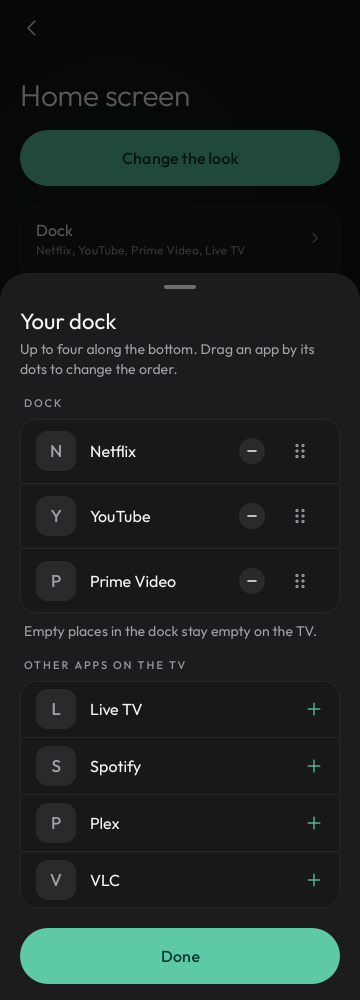 Home screen
Change the look
Dock
Netflix, YouTube, Prime Video, Live TV
Your dock
Up to four along the bottom. Drag an app by its
dots to change the order.
DOCK
N Netflix
Y YouTube
P Prime Video
Empty places in the dock stay empty on the TV.
OTHER APPS ON THE TV
L Live TV
S Spotify
P Plex
V VLC
Done